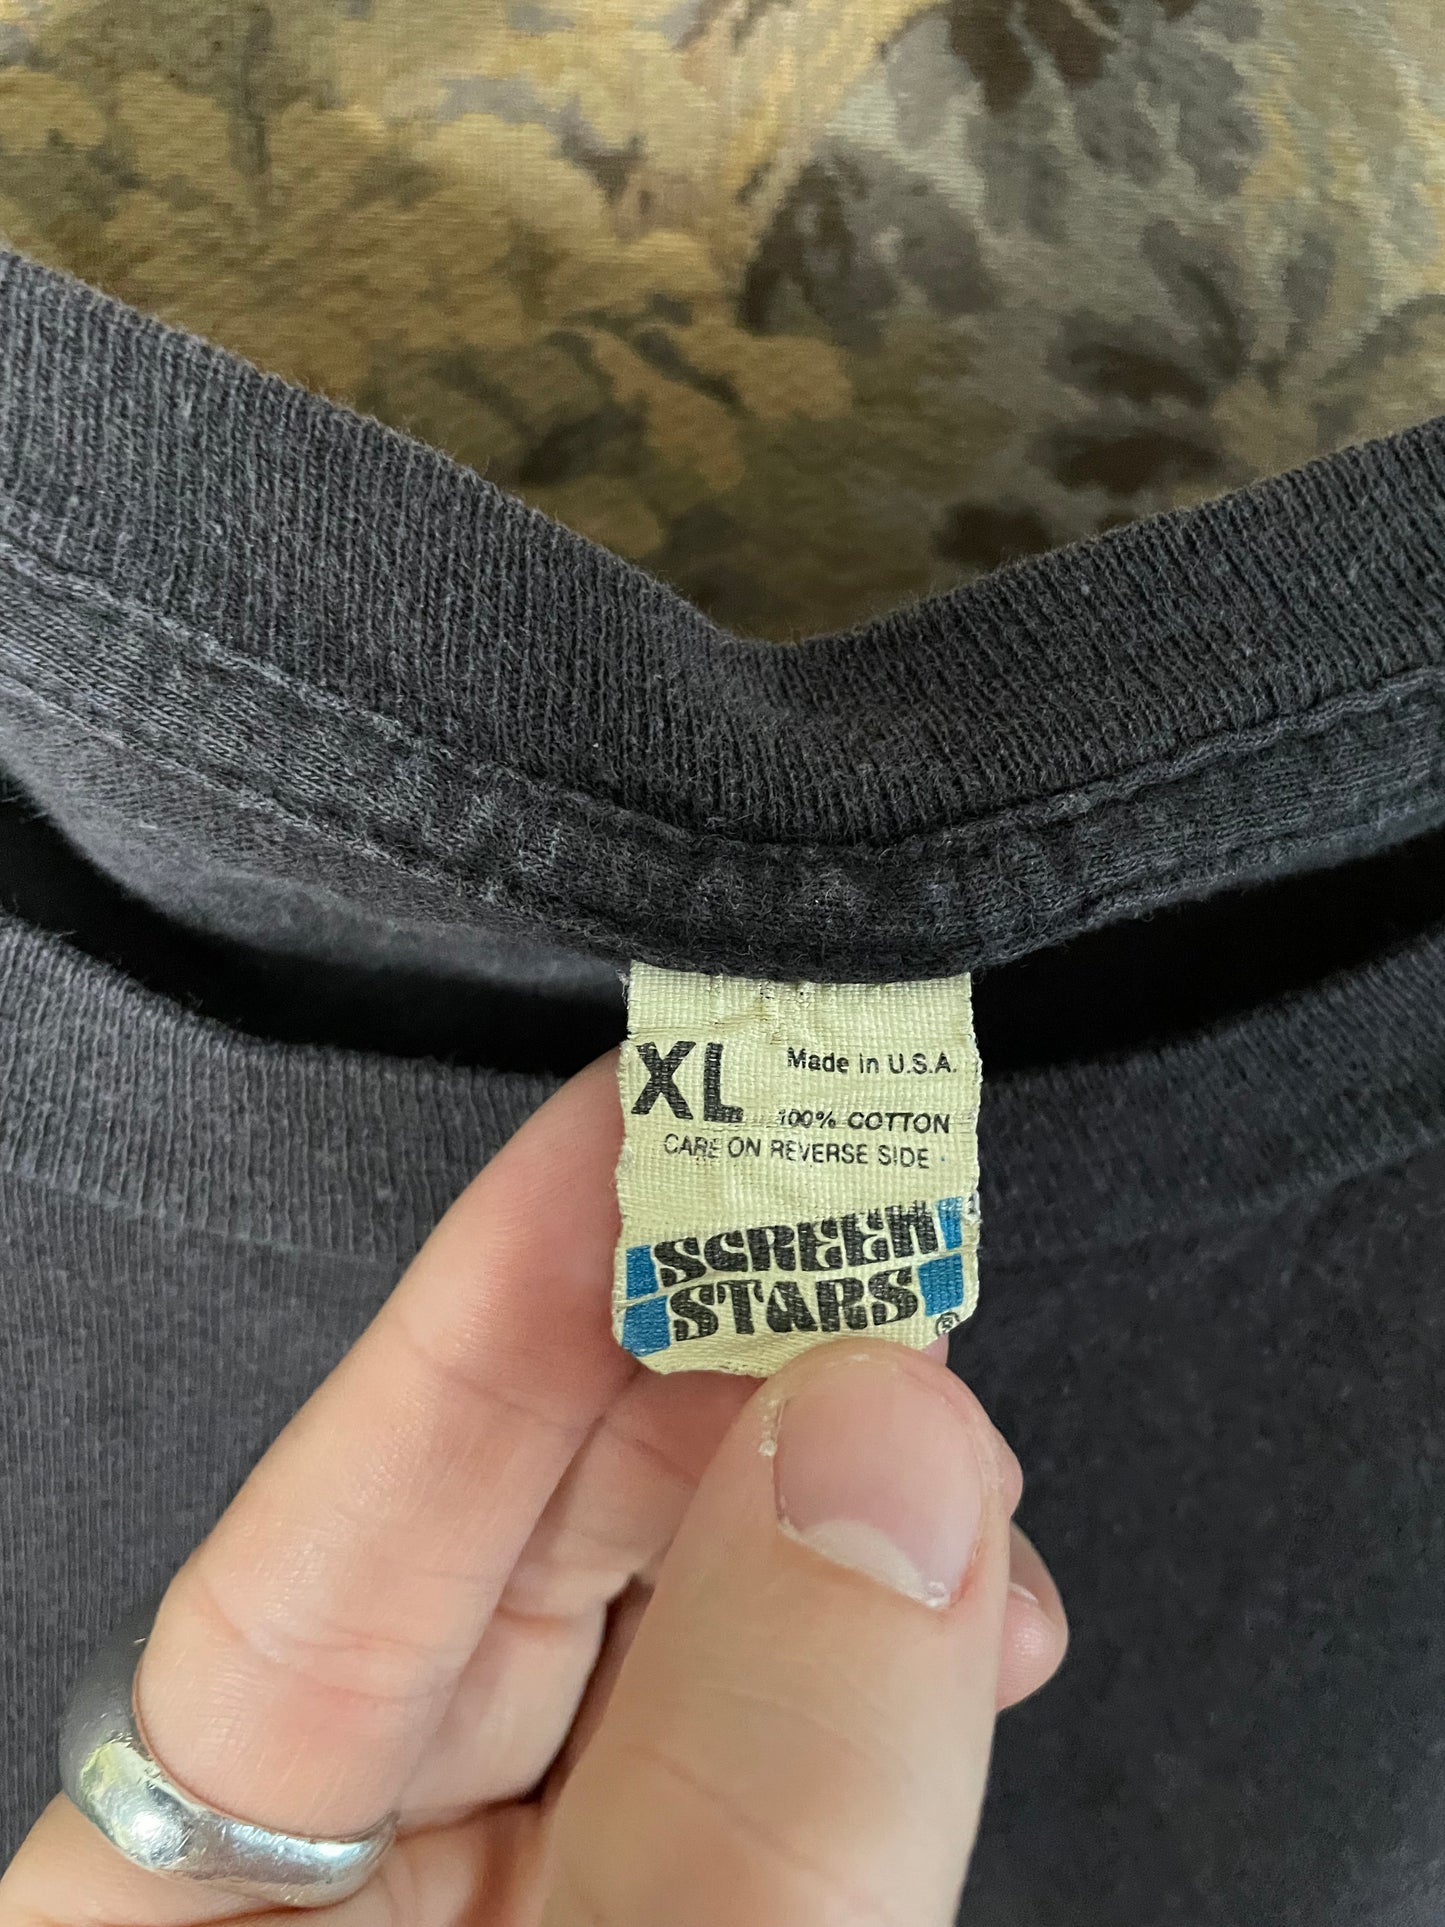 XL Made in U.S.A.
100% COTTON
CARE ON REVERSE SIDE
SCREEN
STARS ®